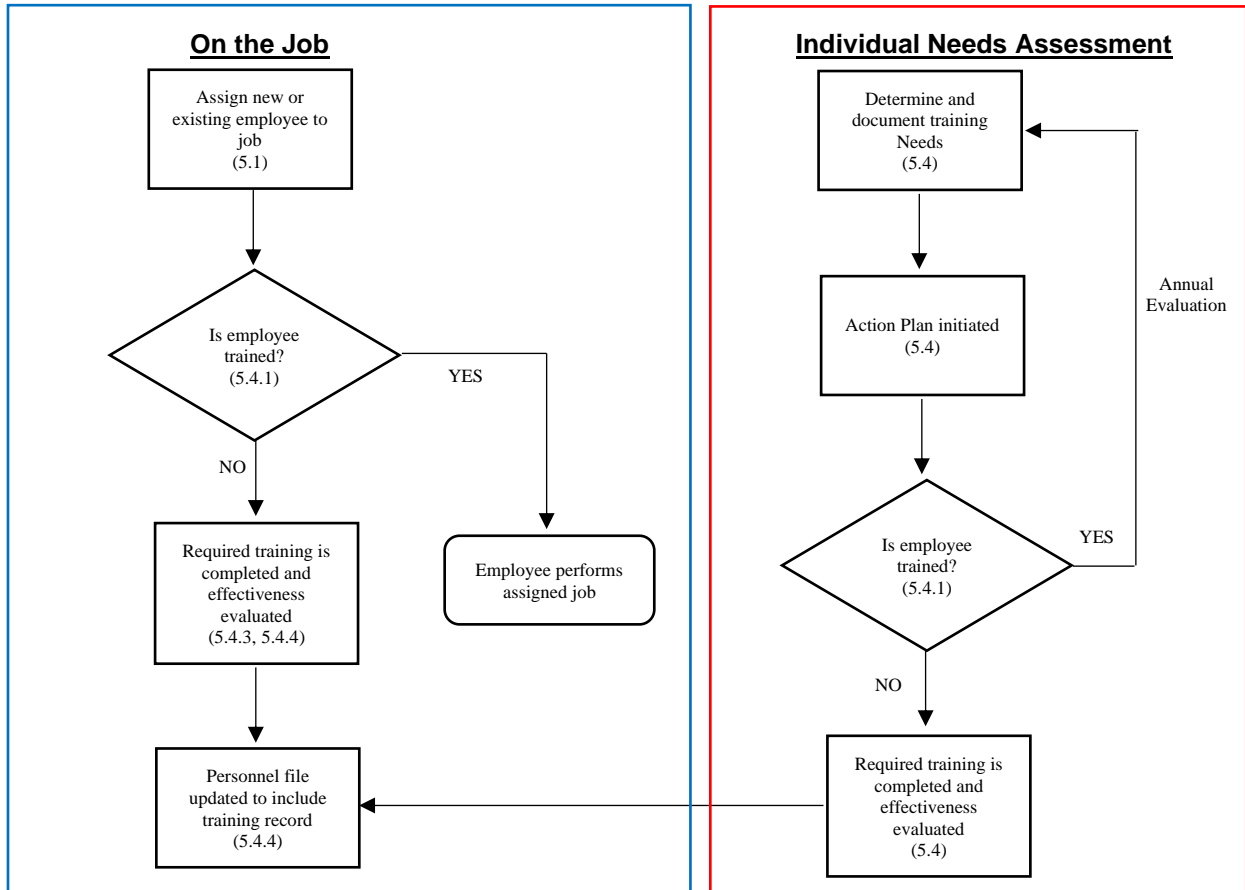 On the Job
Assign new or
existing employee to
job
(5.1)
Is employee
trained?
(5.4.1)
YES
NO
Required training is
completed and
effectiveness
evaluated
(5.4.3, 5.4.4)
Employee performs
assigned job
Personnel file
updated to include
training record
(5.4.4)
Individual Needs Assessment
Determine and
document training
Needs
(5.4)
Annual
Evaluation
Action Plan initiated
(5.4)
Is employee
trained?
(5.4.1)
YES
NO
Required training is
completed and
effectiveness
evaluated
(5.4)